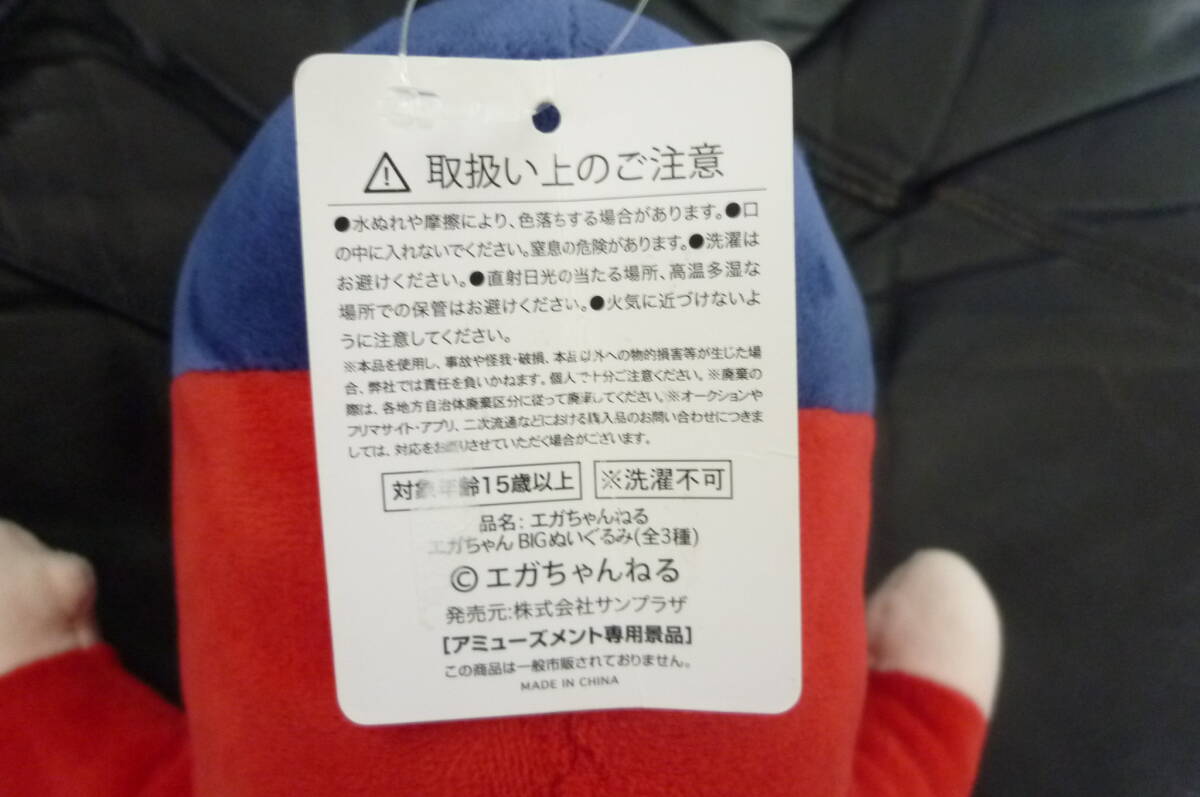 取扱い上のご注意
●水ぬれや摩擦により、色落ちする場合があります。●口
の中に入れないでください。窒息の危険があります。●洗濯は
お避けください。●直射日光の当たる場所、高温多湿な
場所での保管はお避けください。●火気に近づけないよ
うに注意してください。
※本品を使用し、事故や怪我・破損、本品以外への物的損害等が生じた場
合、弊社では責任を負いかねます。個人で十分ご注意ください。※廃棄の
際は、各地方自治体廃棄区分に従って廃棄してください。※オークションや
フリマサイト・アプリ、二次流通などにおける購入品のお問い合わせにつきま
しては、対応をお断りさせていただく場合がございます。
対象年齢15歳以上
※洗濯不可
品名：エガちゃんねる
エガちゃん BIGぬいぐるみ(全3種)
©エガちゃんねる
発売元:株式会社サンプラザ
[アミューズメント専用景品]
この商品は一般市販されておりません。
MADE IN CHINA